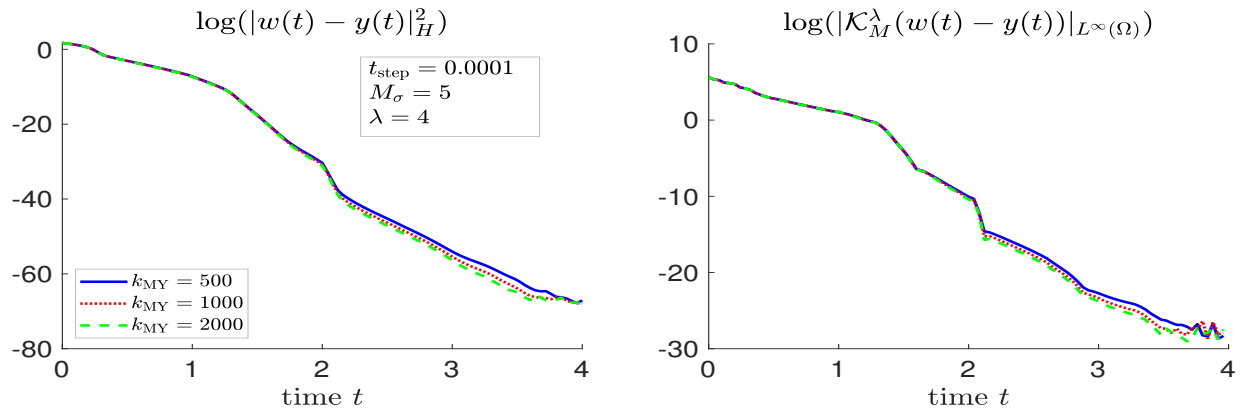 log(|w(t) − y(t)|²_H)
0
-20
-40
-60
-80
t_step = 0.0001
M_σ = 5
λ = 4
k_MY = 500
k_MY = 1000
k_MY = 2000
0 1 2 3 4
time t
log(|𝒦_M^λ(w(t) − y(t))|_{L^∞(Ω)})
10
0
-10
-20
-30
0 1 2 3 4
time t